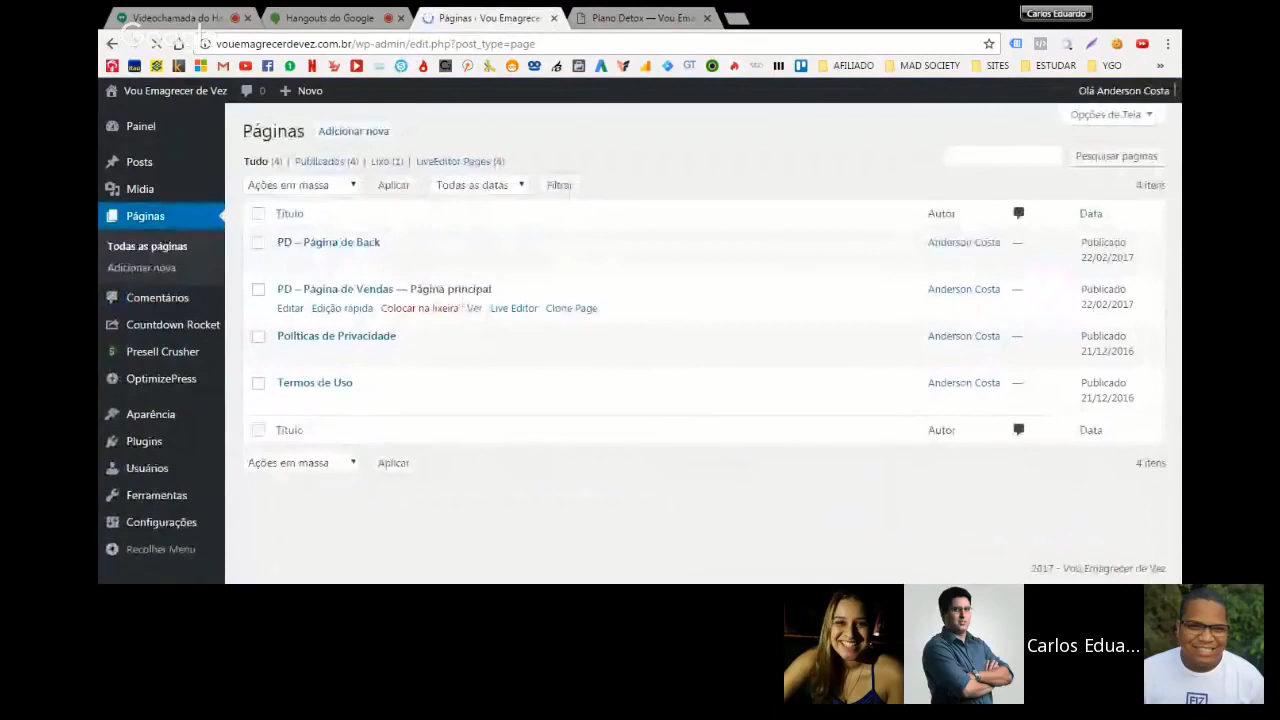 Videochamada do Ha
Hangouts do Google
Páginas ‹ Vou Emagrece
Plano Detox — Vou Ema
Carlos Eduardo
vouemagrecerdevez.com.br/wp-admin/edit.php?post_type=page
GT
AFILIADO
MAD SOCIETY
SITES
ESTUDAR
YGO
»
Vou Emagrecer de Vez
0
Novo
Olá Anderson Costa
Painel
Posts
Mídia
Páginas
Todas as páginas
Adicionar nova
Comentários
Countdown Rocket
Presell Crusher
OptimizePress
Aparência
Plugins
Usuários
Ferramentas
Configurações
Recolher Menu
Opções de Tela
Páginas Adicionar nova
Tudo (4) | Publicados (4) | Lixo (1) | LiveEditor Pages (4)
Pesquisar páginas
Ações em massa Aplicar Todas as datas Filtrar 4 itens
Título Autor Data
PD – Página de Back Anderson Costa — Publicado
22/02/2017
PD – Página de Vendas — Página principal Anderson Costa — Publicado
22/02/2017
Editar Edição rápida Colocar na lixeira Ver Live Editor Clone Page
Políticas de Privacidade Anderson Costa — Publicado
21/12/2016
Termos de Uso Anderson Costa — Publicado
21/12/2016
Título Autor Data
Ações em massa Aplicar 4 itens
2017 - Vou Emagrecer de Vez
Carlos Edua...
FIZ